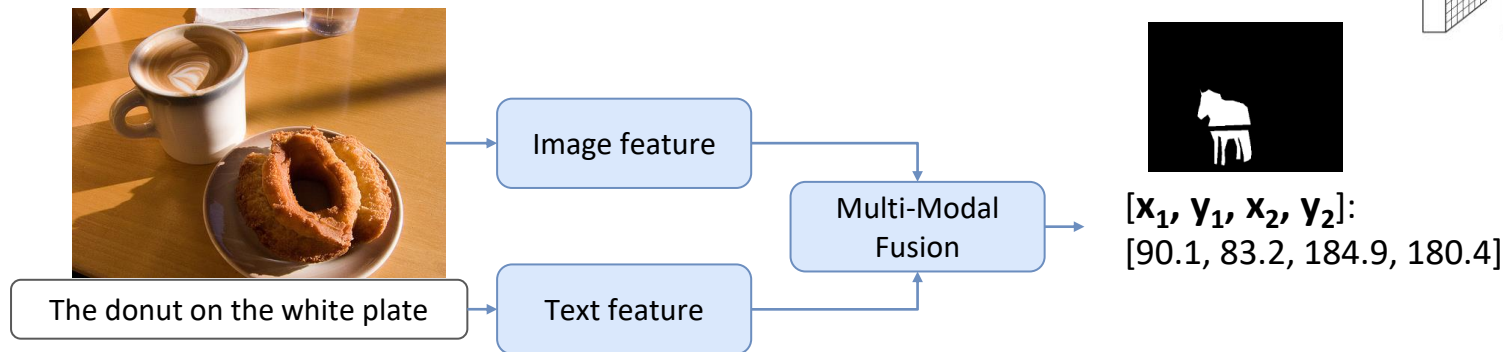 Image feature
Multi-Modal
Fusion
[x₁, y₁, x₂, y₂]:
[90.1, 83.2, 184.9, 180.4]
The donut on the white plate
Text feature